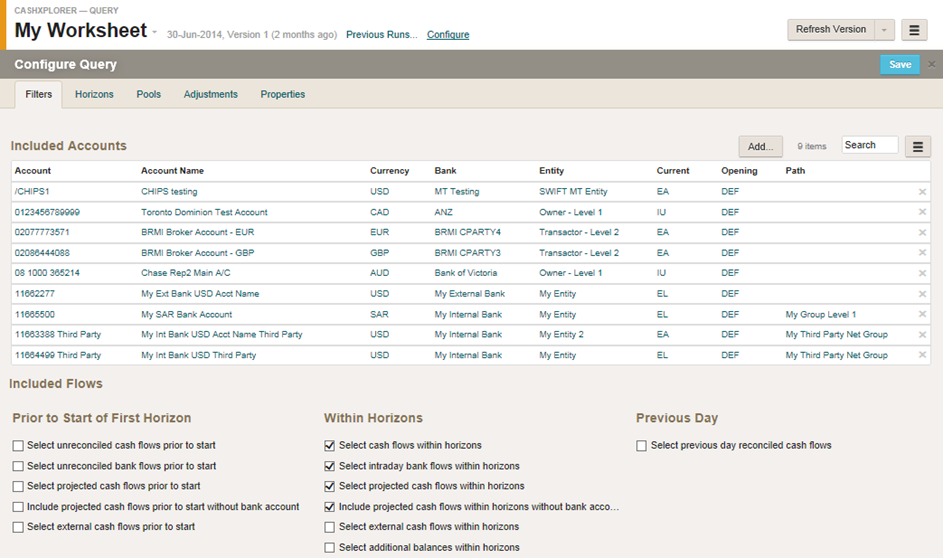 CASHXPLORER — QUERY
My Worksheet 30-Jun-2014, Version 1 (2 months ago) Previous Runs... Configure Refresh Version
Configure Query Save ×
Filters Horizons Pools Adjustments Properties
Included Accounts Add... 9 items Search
Account Account Name Currency Bank Entity Current Opening Path
/CHIPS1 CHIPS testing USD MT Testing SWIFT MT Entity EA DEF
0123456789999 Toronto Dominion Test Account CAD ANZ Owner - Level 1 IU DEF
02077773571 BRMI Broker Account - EUR EUR BRMI CPARTY4 Transactor - Level 2 EA DEF
02086444088 BRMI Broker Account - GBP GBP BRMI CPARTY3 Transactor - Level 2 EA DEF
08 1000 365214 Chase Rep2 Main A/C AUD Bank of Victoria Owner - Level 1 IU DEF
11662277 My Ext Bank USD Acct Name USD My External Bank My Entity EL DEF
11665500 My SAR Bank Account SAR My Internal Bank My Entity EL DEF My Group Level 1
11663388 Third Party My Int Bank USD Acct Name Third Party USD My Internal Bank My Entity 2 EA DEF My Third Party Net Group
11664499 Third Party My Int Bank USD Third Party USD My Internal Bank My Entity EL DEF My Third Party Net Group
Included Flows
Prior to Start of First Horizon Within Horizons Previous Day
Select unreconciled cash flows prior to start Select cash flows within horizons Select previous day reconciled cash flows
Select unreconciled bank flows prior to start Select intraday bank flows within horizons
Select projected cash flows prior to start Select projected cash flows within horizons
Include projected cash flows prior to start without bank account Include projected cash flows within horizons without bank acco...
Select external cash flows prior to start Select external cash flows within horizons
Select additional balances within horizons